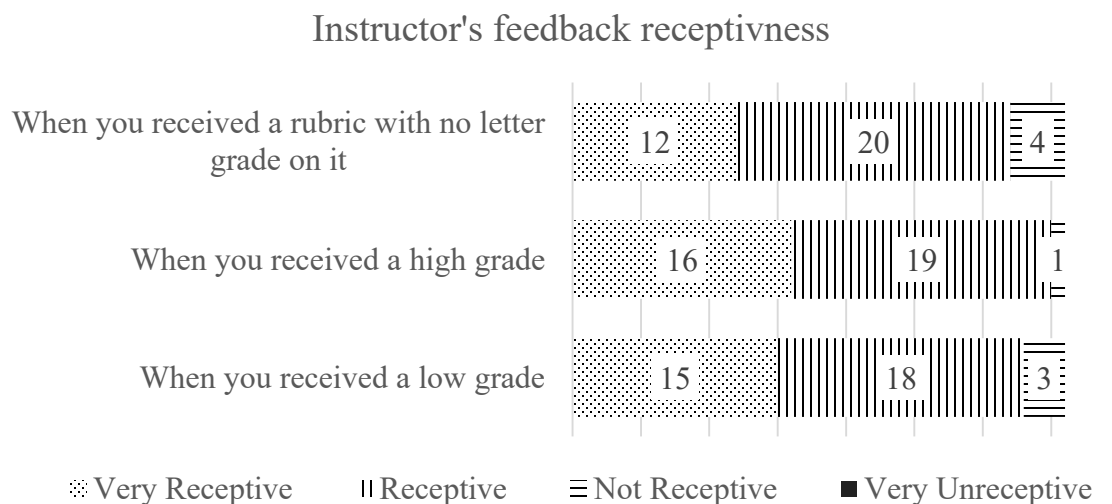 Instructor's feedback receptivness
When you received a rubric with no letter
grade on it
12 20 4
When you received a high grade
16 19 1
When you received a low grade
15 18 3
Very Receptive Receptive Not Receptive Very Unreceptive